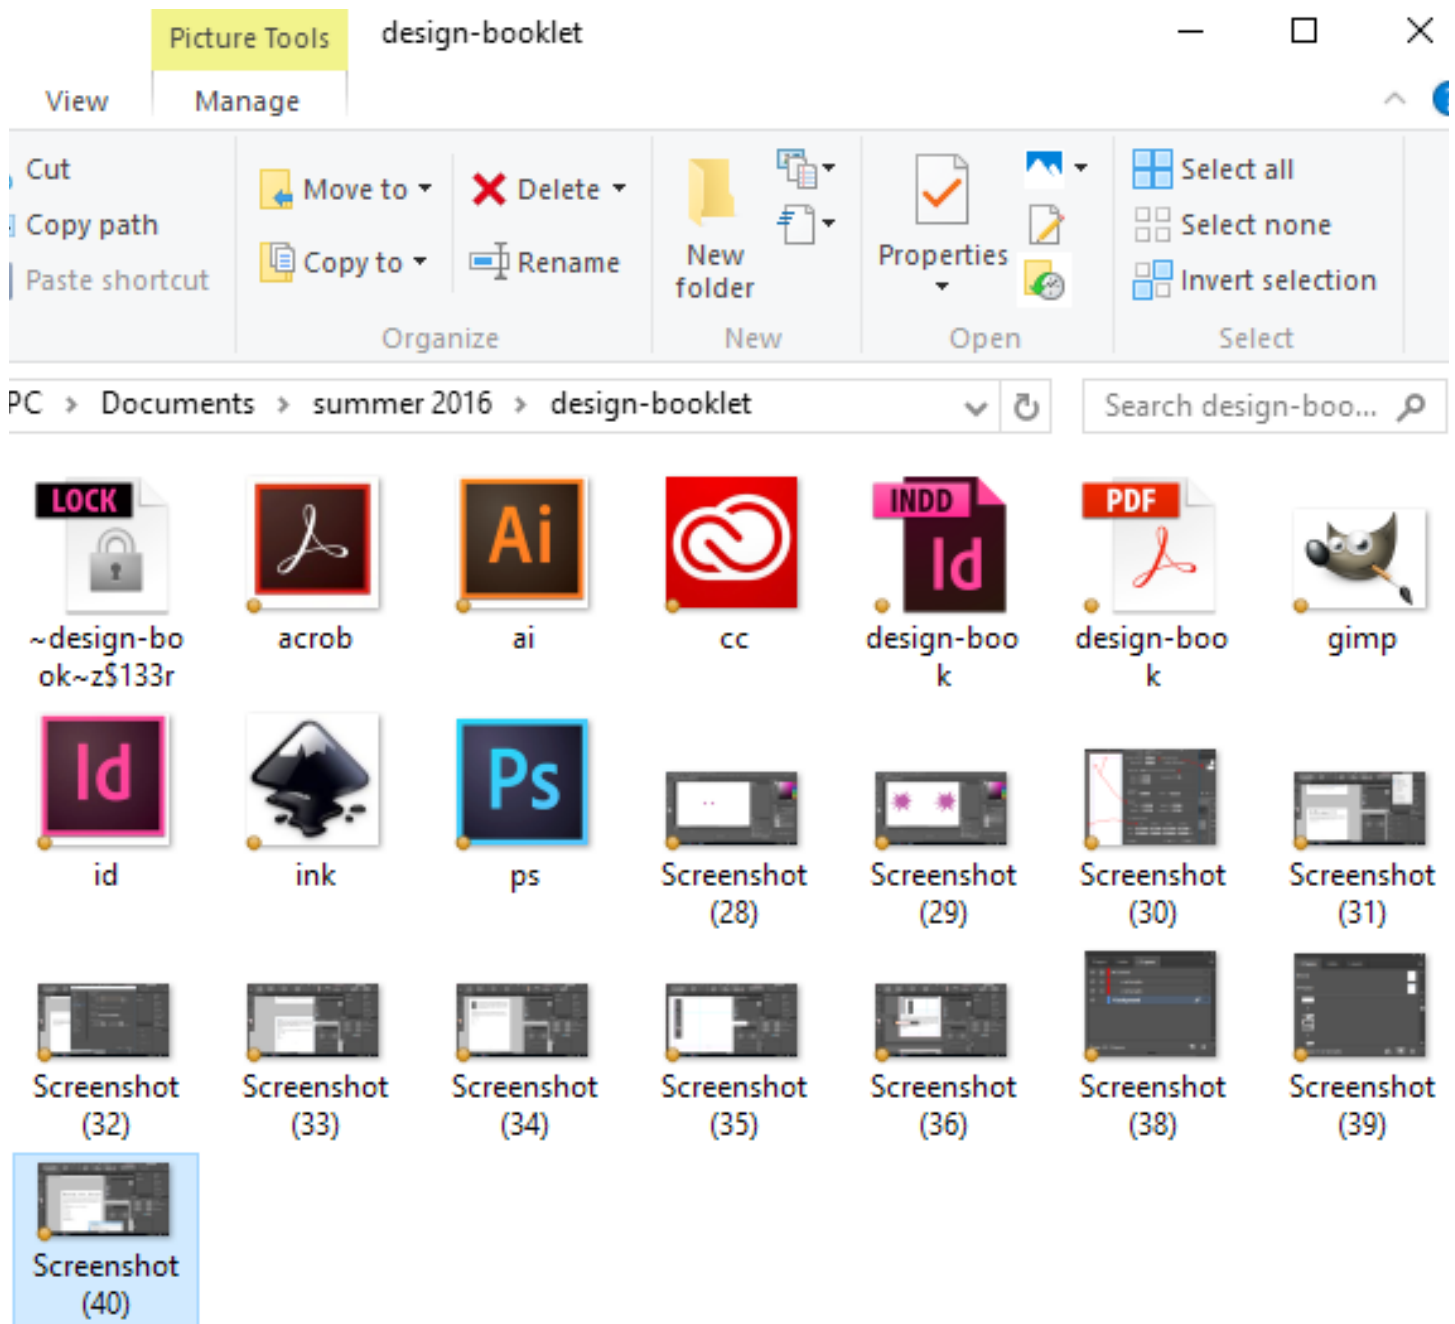 Picture Tools
design-booklet
View
Manage
Cut
Copy path
Paste shortcut
Move to
Copy to
Delete
Rename
Organize
New
folder
New
Properties
Open
Select all
Select none
Invert selection
Select
PC > Documents > summer 2016 > design-booklet
Search design-boo...
LOCK
Ai
INDD
Id
PDF
~design-bo
ok~z$133r
acrob
ai
cc
design-boo
k
design-boo
k
gimp
Id
Ps
id
ink
ps
Screenshot
(28)
Screenshot
(29)
Screenshot
(30)
Screenshot
(31)
Screenshot
(32)
Screenshot
(33)
Screenshot
(34)
Screenshot
(35)
Screenshot
(36)
Screenshot
(38)
Screenshot
(39)
Screenshot
(40)